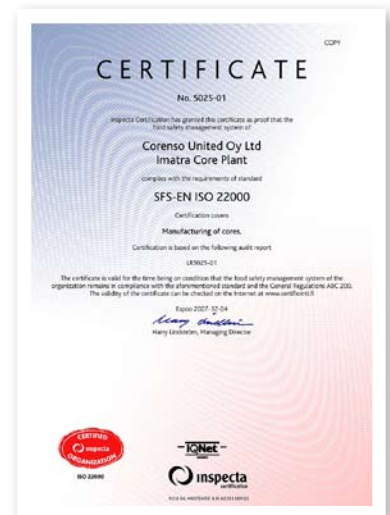 COPY
CERTIFICATE
No. 5025-01
Inspecta Certification has granted this certificate as proof that the
food safety management system of
Corenso United Oy Ltd
Imatra Core Plant
complies with the requirements of standard
SFS-EN ISO 22000
Certification covers
Manufacturing of cores.
Certification is based on the following audit report
The certificate is valid for the time being on condition that the food safety management system of the
organization remains in compliance with the aforementioned standard and the General Regulations ABC 200.
The validity of the certificate can be checked on the Internet at www.certificent.fi
Espoo 2007-12-04
Harry Lindström, Managing Director
CERTIFIED
inspecta
ORGANIZATION
ISO 22000
IQNet
inspecta
certification